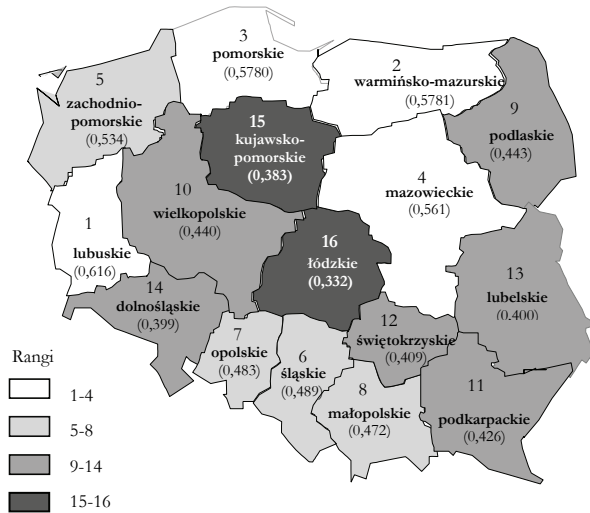 3
pomorskie
(0,5780)
2
warmińsko-mazurskie
(0,5781)
5
zachodnio-
pomorskie
(0,534)
9
podlaskie
(0,443)
15
kujawsko-
pomorskie
(0,383)
4
mazowieckie
(0,561)
10
wielkopolskie
(0,440)
1
lubuskie
(0,616)
16
łódzkie
(0,332)
13
lubelskie
(0,400)
14
dolnośląskie
(0,399)
12
świętokrzyskie
(0,409)
7
opolskie
(0,483)
6
śląskie
(0,489)
8
małopolskie
(0,472)
11
podkarpackie
(0,426)
Rangi
1-4
5-8
9-14
15-16